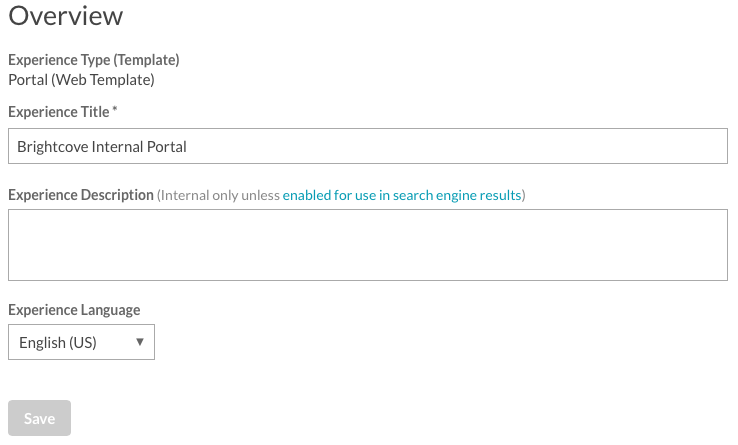 Overview
Experience Type (Template)
Portal (Web Template)
Experience Title *
Brightcove Internal Portal
Experience Description (Internal only unless enabled for use in search engine results)
Experience Language
English (US)
Save